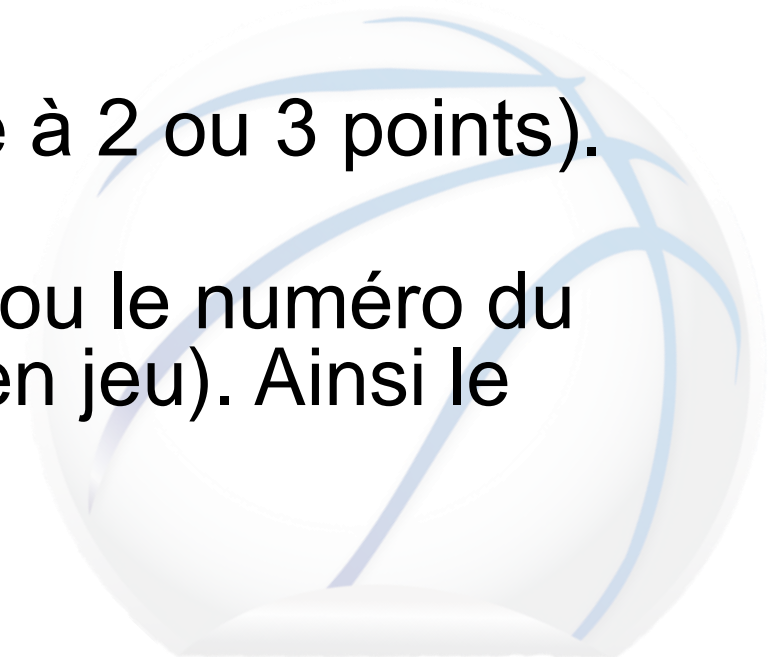 à 2 ou 3 points).
ou le numéro du
en jeu). Ainsi le